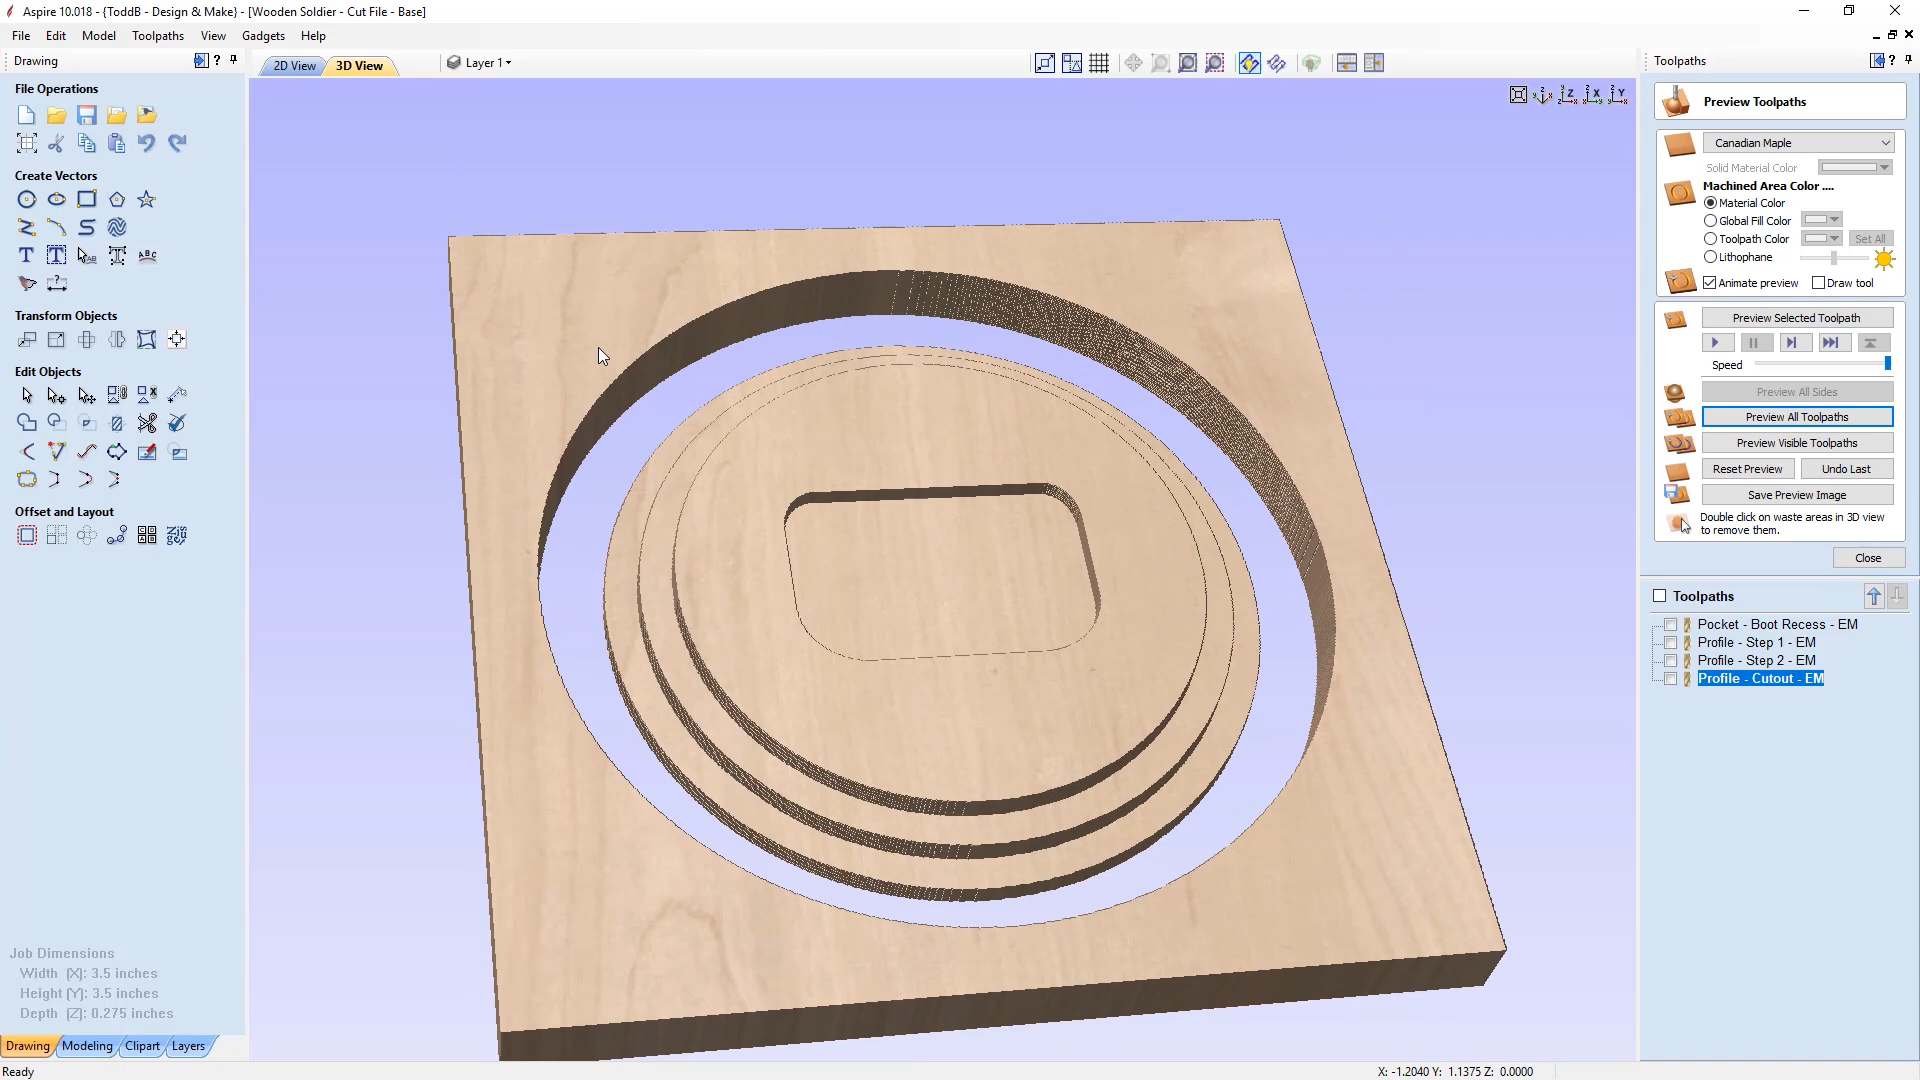 Aspire 10.018 - {ToddB - Design & Make} - [Wooden Soldier - Cut File - Base]
File Edit Model Toolpaths View Gadgets Help
Drawing
File Operations
Create Vectors
Transform Objects
Edit Objects
Offset and Layout
Job Dimensions
Width (X): 3.5 inches
Height (Y): 3.5 inches
Depth (Z): 0.275 inches
Drawing Modeling Clipart Layers
Ready
2D View 3D View Layer 1
Toolpaths
Preview Toolpaths
Canadian Maple
Solid Material Color
Machined Area Color ....
Material Color
Global Fill Color
Toolpath Color Set All
Lithophane
Animate preview Draw tool
Preview Selected Toolpath
Speed
Preview All Sides
Preview All Toolpaths
Preview Visible Toolpaths
Reset Preview Undo Last
Save Preview Image
Double click on waste areas in 3D view
to remove them.
Close
Toolpaths
Pocket - Boot Recess - EM
Profile - Step 1 - EM
Profile - Step 2 - EM
Profile - Cutout - EM
X: -1.2040 Y: 1.1375 Z: 0.0000